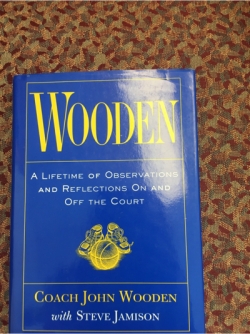 WOODEN
A LIFETIME OF OBSERVATIONS
AND REFLECTIONS ON AND
OFF THE COURT
COACH JOHN WOODEN
with STEVE JAMISON